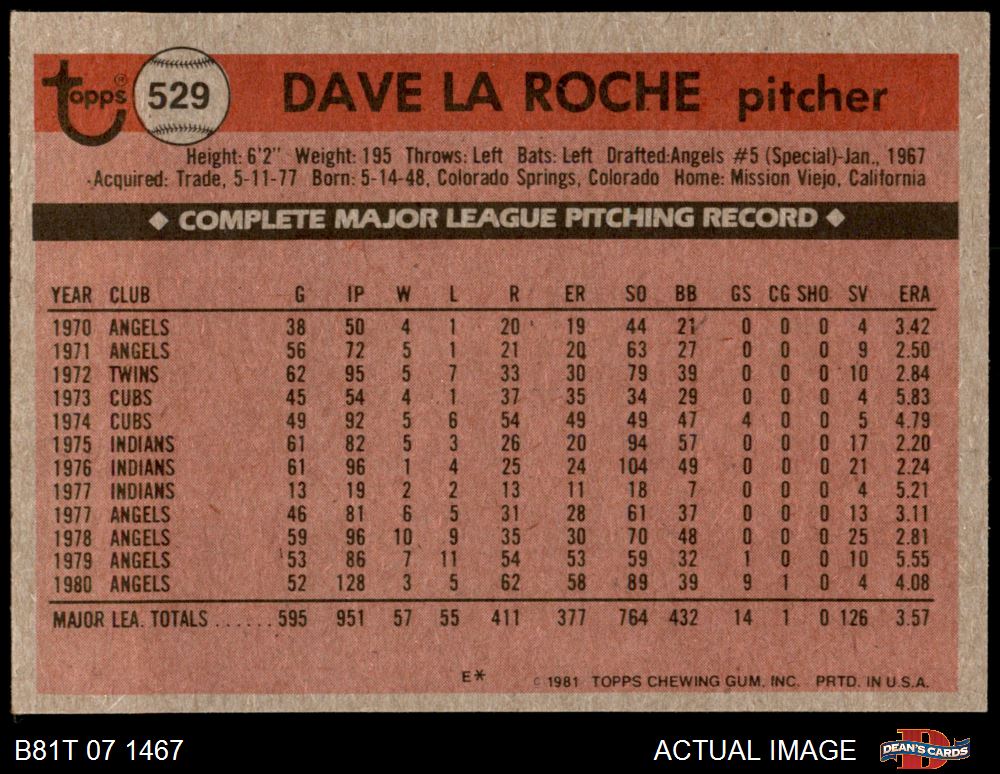 Topps® 529 DAVE LA ROCHE pitcher
Height: 6'2" Weight: 195 Throws: Left Bats: Left Drafted:Angels #5 (Special)-Jan., 1967
Acquired: Trade, 5-11-77 Born: 5-14-48, Colorado Springs, Colorado Home: Mission Viejo, California
◆ COMPLETE MAJOR LEAGUE PITCHING RECORD ◆
YEAR CLUB G IP W L R ER SO BB GS CG SHO SV ERA
1970 ANGELS 38 50 4 1 20 19 44 21 0 0 0 4 3.42
1971 ANGELS 56 72 5 1 21 20 63 27 0 0 0 9 2.50
1972 TWINS 62 95 5 7 33 30 79 39 0 0 0 10 2.84
1973 CUBS 45 54 4 1 37 35 34 29 0 0 0 4 5.83
1974 CUBS 49 92 5 6 54 49 49 47 4 0 0 5 4.79
1975 INDIANS 61 82 5 3 26 20 94 57 0 0 0 17 2.20
1976 INDIANS 61 96 1 4 25 24 104 49 0 0 0 21 2.24
1977 INDIANS 13 19 2 2 13 11 18 7 0 0 0 4 5.21
1977 ANGELS 46 81 6 5 31 28 61 37 0 0 0 13 3.11
1978 ANGELS 59 96 10 9 35 30 70 48 0 0 0 25 2.81
1979 ANGELS 53 86 7 11 54 53 59 32 1 0 0 10 5.55
1980 ANGELS 52 128 3 5 62 58 89 39 9 1 0 4 4.08
MAJOR LEA. TOTALS ...... 595 951 57 55 411 377 764 432 14 1 0 126 3.57
E* © 1981 TOPPS CHEWING GUM, INC. PRTD. IN U.S.A.
B81T 07 1467 ACTUAL IMAGE DEAN'S CARDS